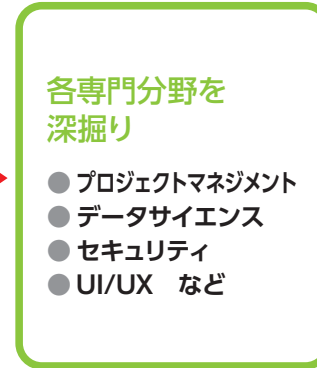 各専門分野を
深掘り
● プロジェクトマネジメント
● データサイエンス
● セキュリティ
● UI/UX　など